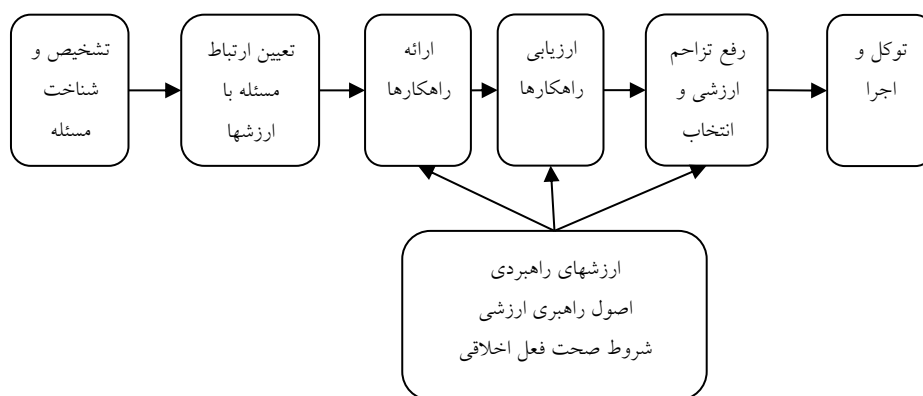 تشخیص و
شناخت
مسئله
تعیین ارتباط
مسئله با
ارزشها
ارائه
راهکارها
ارزیابی
راهکارها
رفع تزاحم
ارزشی و
انتخاب
توکل و
اجرا
ارزشهای راهبردی
اصول راهبری ارزشی
شروط صحت فعل اخلاقی